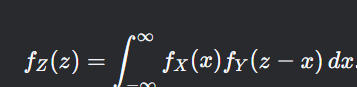 f_Z(z) = ∫_{-∞}^{∞} f_X(x) f_Y(z − x) dx.